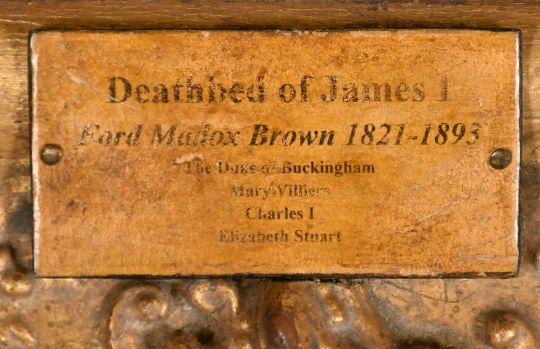 Deathbed of James I
Ford Madox Brown 1821-1893
The Duke of Buckingham
Mary Villiers
Charles I
Elizabeth Stuart